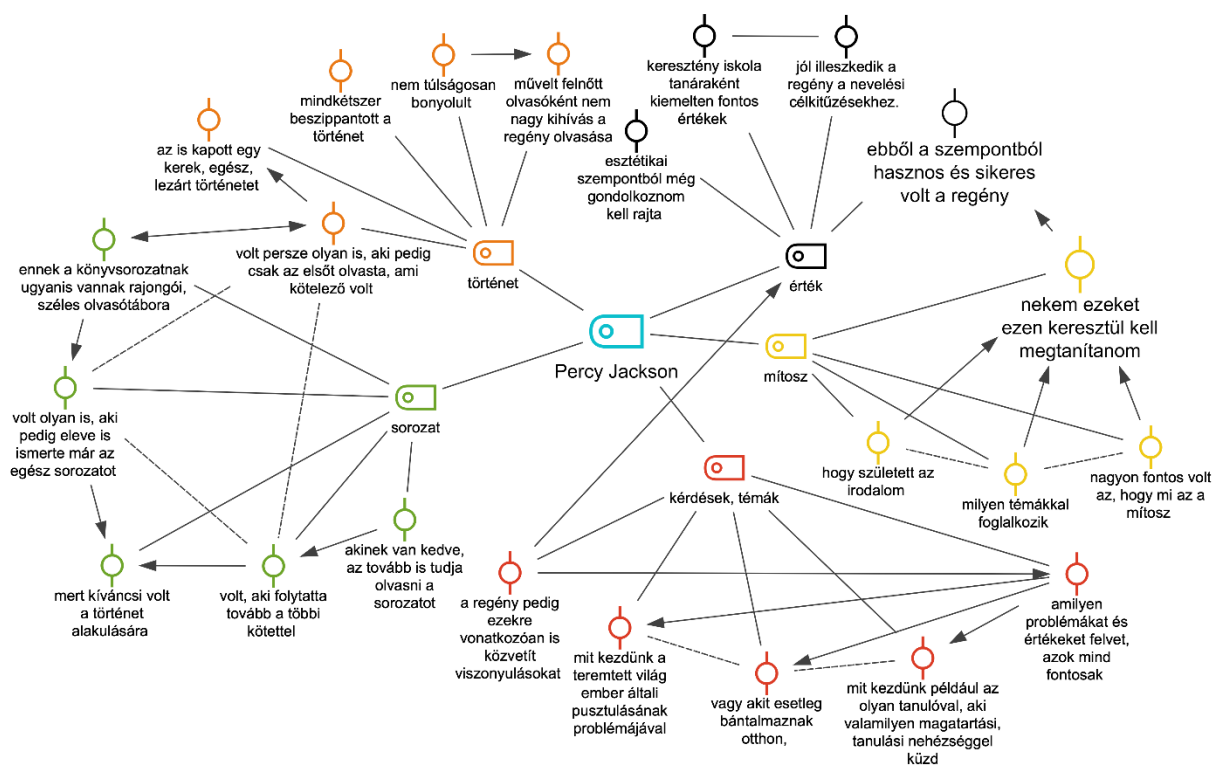 keresztény iskola
tanáraként
kiemelten fontos
értékek
jól illeszkedik a
regény a nevelési
célkitűzésekhez.
nem túlságosan
bonyolult
művelt felnőtt
olvasóként nem
nagy kihívás a
regény olvasása
mindkétszer
beszippantott a
történet
az is kapott egy
kerek, egész,
lezárt történetet
esztétikai
szempontból még
gondolkoznom
kell rajta
ebből a szempontból
hasznos és sikeres
volt a regény
ennek a könyvsorozatnak
ugyanis vannak rajongói,
széles olvasótábora
volt persze olyan is, aki pedig
csak az elsőt olvasta, ami
kötelező volt
történet
érték
nekem ezeket
ezen keresztül kell
megtanítanom
Percy Jackson
mítosz
volt olyan is, aki
pedig eleve is
ismerte már az
egész sorozatot
sorozat
hogy született az
irodalom
milyen témákkal
foglalkozik
nagyon fontos volt
az, hogy mi az a
mítosz
kérdések, témák
akinek van kedve,
az tovább is tudja
olvasni a
sorozatot
mert kíváncsi volt
a történet
alakulására
volt, aki folytatta
tovább a többi
kötettel
a regény pedig
ezekre
vonatkozóan is
közvetít
viszonyulásokat
mit kezdünk a
teremtett világ
ember általi
pusztulásának
problémájával
vagy akit esetleg
bántalmaznak
otthon,
mit kezdünk például az
olyan tanulóval, aki
valamilyen magatartási,
tanulási nehézséggel
küzd
amilyen
problémákat és
értékeket felvet,
azok mind
fontosak